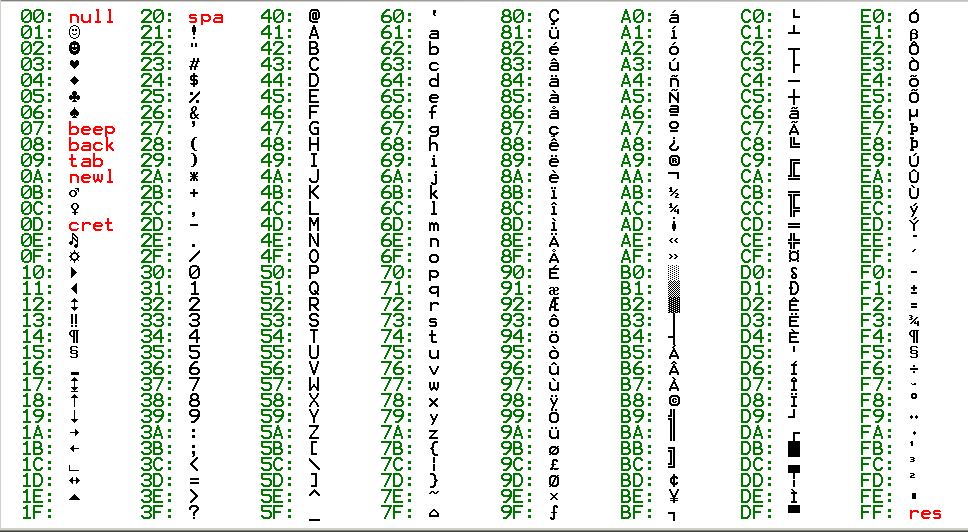 00: null 20: spa 40: @ 60: ' 80: Ç A0: á C0: └ E0: Ó
01: ☺ 21: ! 41: A 61: a 81: ü A1: í C1: ┴ E1: ß
02: ☻ 22: " 42: B 62: b 82: é A2: ó C2: ┬ E2: Ô
03: ♥ 23: # 43: C 63: c 83: â A3: ú C3: ├ E3: Ò
04: ♦ 24: $ 44: D 64: d 84: ä A4: ñ C4: ─ E4: õ
05: ♣ 25: % 45: E 65: e 85: à A5: Ñ C5: ┼ E5: Õ
06: ♠ 26: & 46: F 66: f 86: å A6: ª C6: ã E6: µ
07: beep 27: ' 47: G 67: g 87: ç A7: º C7: Ã E7: þ
08: back 28: ( 48: H 68: h 88: ê A8: ¿ C8: ╚ E8: Þ
09: tab 29: ) 49: I 69: i 89: ë A9: ® C9: ╔ E9: Ú
0A: newl 2A: * 4A: J 6A: j 8A: è AA: ¬ CA: ╩ EA: Û
0B: ♂ 2B: + 4B: K 6B: k 8B: ï AB: ½ CB: ╦ EB: Ù
0C: ♀ 2C: , 4C: L 6C: l 8C: î AC: ¼ CC: ╠ EC: ý
0D: cret 2D: - 4D: M 6D: m 8D: ì AD: ¡ CD: ═ ED: Ý
0E: ♫ 2E: . 4E: N 6E: n 8E: Ä AE: « CE: ╬ EE: ¯
0F: ☼ 2F: / 4F: O 6F: o 8F: Å AF: » CF: ¤ EF: ´
10: ► 30: 0 50: P 70: p 90: É B0: ░ D0: ð F0: -
11: ◄ 31: 1 51: Q 71: q 91: æ B1: ▒ D1: Ð F1: ±
12: ↕ 32: 2 52: R 72: r 92: Æ B2: ▓ D2: Ê F2: ‗
13: ‼ 33: 3 53: S 73: s 93: ô B3: │ D3: Ë F3: ¾
14: ¶ 34: 4 54: T 74: t 94: ö B4: ┤ D4: È F4: ¶
15: § 35: 5 55: U 75: u 95: ò B5: Á D5: ı F5: §
16: ▬ 36: 6 56: V 76: v 96: û B6: Â D6: Í F6: ÷
17: ↨ 37: 7 57: W 77: w 97: ù B7: À D7: Î F7: ¸
18: ↑ 38: 8 58: X 78: x 98: ÿ B8: © D8: Ï F8: °
19: ↓ 39: 9 59: Y 79: y 99: Ö B9: ╣ D9: ┘ F9: ¨
1A: → 3A: : 5A: Z 7A: z 9A: Ü BA: ║ DA: ┌ FA: ·
1B: ← 3B: ; 5B: [ 7B: { 9B: ø BB: ╗ DB: █ FB: ¹
1C: ∟ 3C: < 5C: \ 7C: | 9C: £ BC: ╝ DC: ▄ FC: ³
1D: ↔ 3D: = 5D: ] 7D: } 9D: Ø BD: ¢ DD: ¦ FD: ²
1E: ▲ 3E: > 5E: ^ 7E: ~ 9E: × BE: ¥ DE: Ì FE: ■
1F: 3F: ? 5F: _ 7F: ⌂ 9F: ƒ BF: ┐ DF: ▀ FF: res